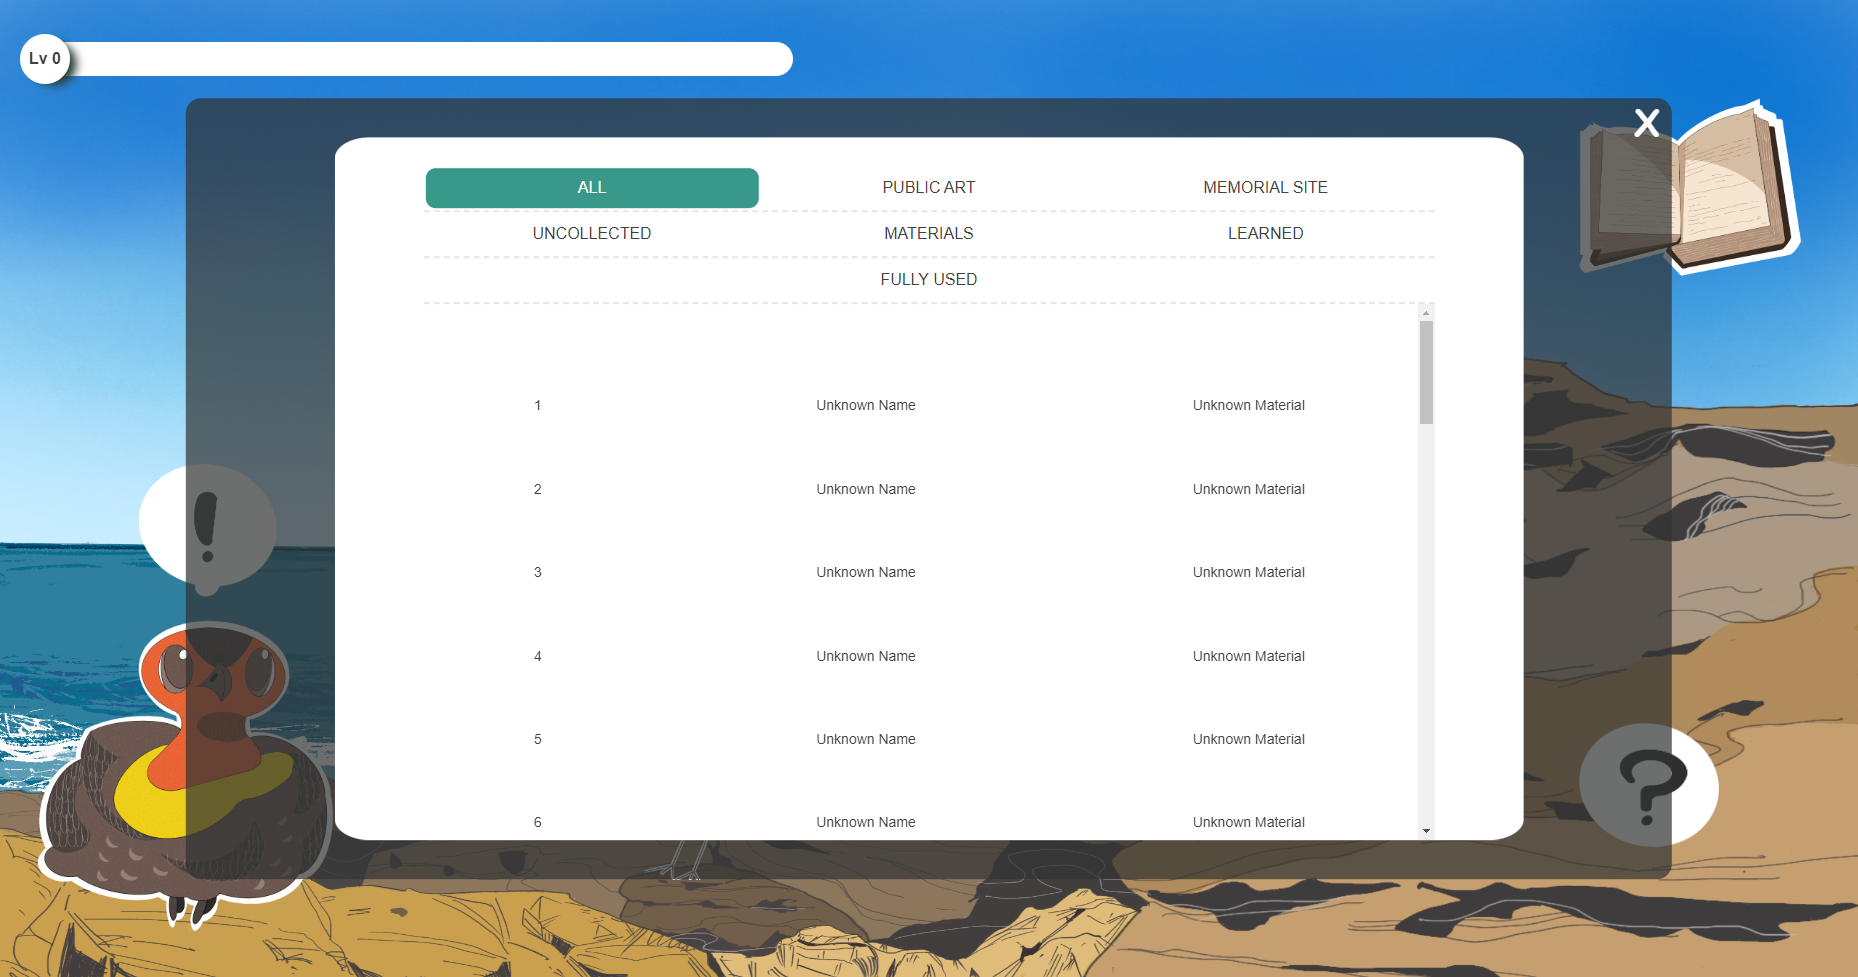 Lv 0
X
ALL PUBLIC ART MEMORIAL SITE
UNCOLLECTED MATERIALS LEARNED
FULLY USED
1 Unknown Name Unknown Material
2 Unknown Name Unknown Material
3 Unknown Name Unknown Material
4 Unknown Name Unknown Material
5 Unknown Name Unknown Material
6 Unknown Name Unknown Material
!
?